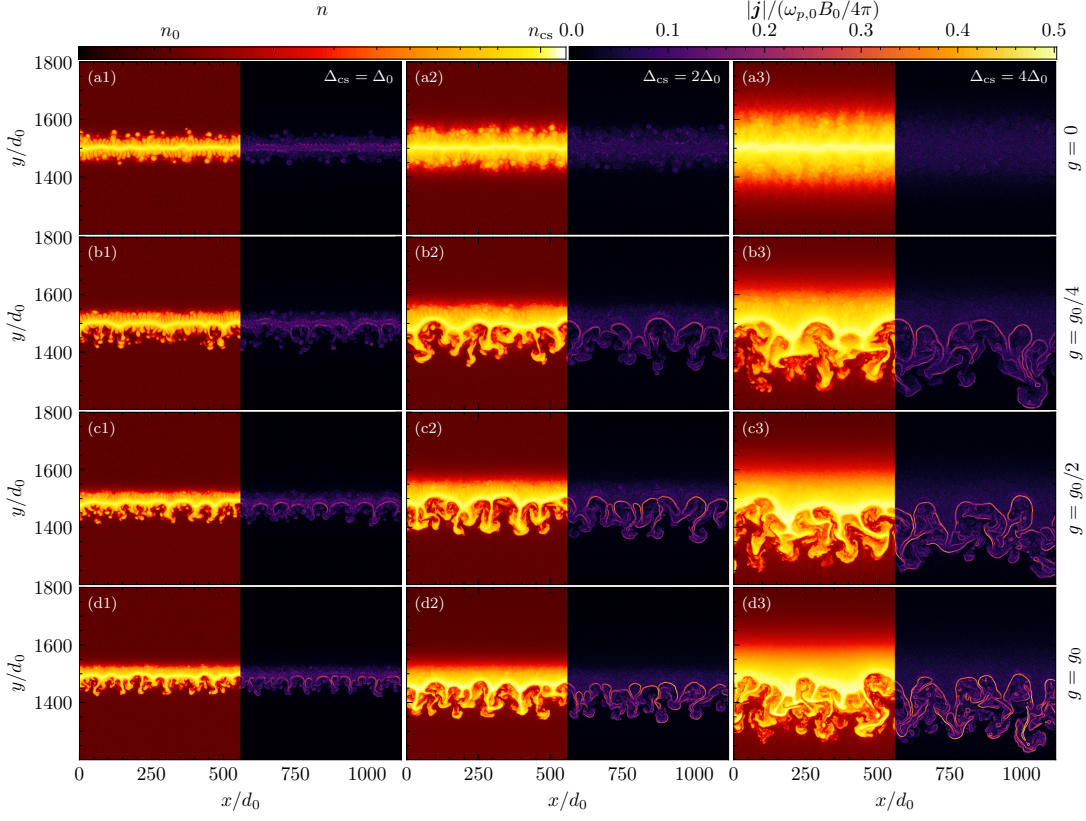 n |j|/(ω_{p,0}B_0/4π)
n_0 n_cs 0.0 0.1 0.2 0.3 0.4 0.5
1800 (a1) Δ_cs = Δ_0 (a2) Δ_cs = 2Δ_0 (a3) Δ_cs = 4Δ_0
1600
y/d_0 g = 0
1400
1800 (b1) (b2) (b3)
1600
y/d_0 g = g_0/4
1400
1800 (c1) (c2) (c3)
1600
y/d_0 g = g_0/2
1400
1800 (d1) (d2) (d3)
1600
y/d_0 g = g_0
1400
0 250 500 750 1000 0 250 500 750 1000 0 250 500 750 1000
x/d_0 x/d_0 x/d_0